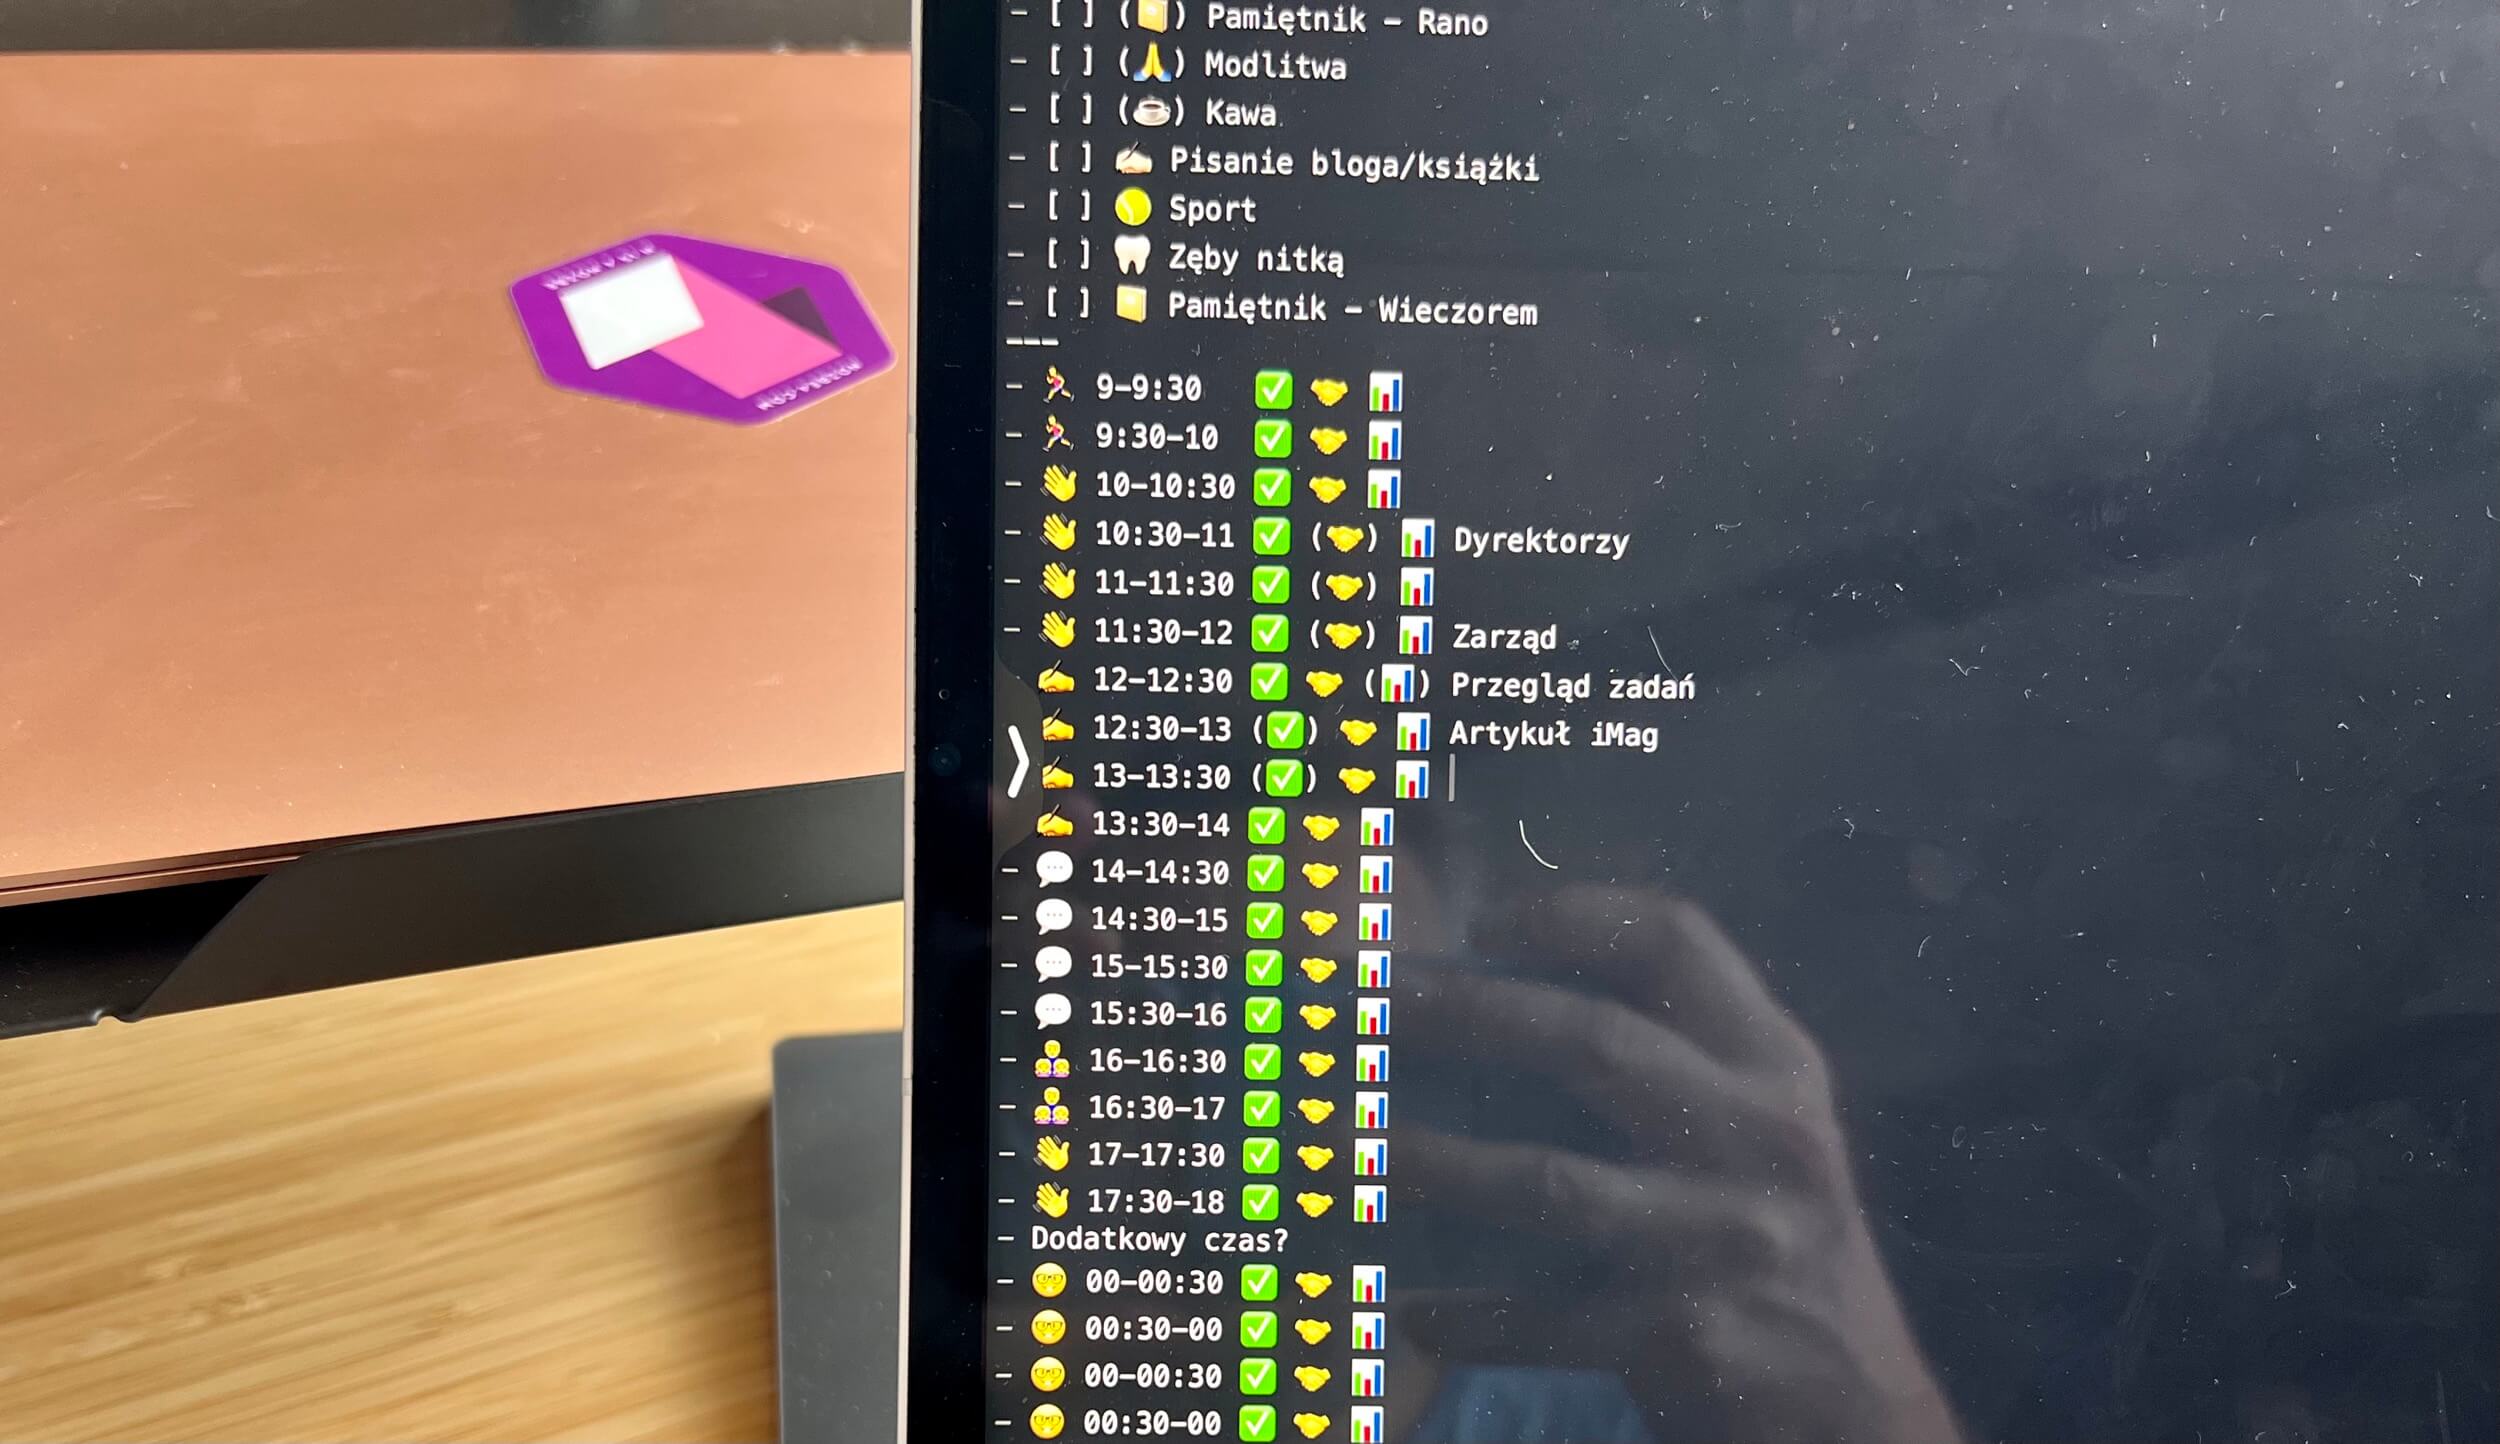 - [ ] (📒) Pamiętnik - Rano
- [ ] (🙏) Modlitwa
- [ ] (☕) Kawa
- [ ] ✍️ Pisanie bloga/książki
- [ ] 🎾 Sport
- [ ] 🦷 Zęby nitką
- [ ] 📒 Pamiętnik - Wieczorem
---
- 🏃 9-9:30 ✅ 🤝 📊
- 🏃 9:30-10 ✅ 🤝 📊
- 👋 10-10:30 ✅ 🤝 📊
- 👋 10:30-11 ✅ (🤝) 📊 Dyrektorzy
- 👋 11-11:30 ✅ (🤝) 📊
- 👋 11:30-12 ✅ (🤝) 📊 Zarząd
✍️ 12-12:30 ✅ 🤝 (📊) Przegląd zadań
✍️ 12:30-13 (✅) 🤝 📊 Artykuł iMag
✍️ 13-13:30 (✅) 🤝 📊
✍️ 13:30-14 ✅ 🤝 📊
- 💬 14-14:30 ✅ 🤝 📊
- 💬 14:30-15 ✅ 🤝 📊
- 💬 15-15:30 ✅ 🤝 📊
- 💬 15:30-16 ✅ 🤝 📊
- 👨‍👧‍👧 16-16:30 ✅ 🤝 📊
- 👨‍👧‍👧 16:30-17 ✅ 🤝 📊
- 👋 17-17:30 ✅ 🤝 📊
- 👋 17:30-18 ✅ 🤝 📊
- Dodatkowy czas?
- 🤓 00-00:30 ✅ 🤝 📊
- 🤓 00:30-00 ✅ 🤝 📊
- 🤓 00-00:30 ✅ 🤝 📊
- 🤓 00:30-00 ✅ 🤝 📊